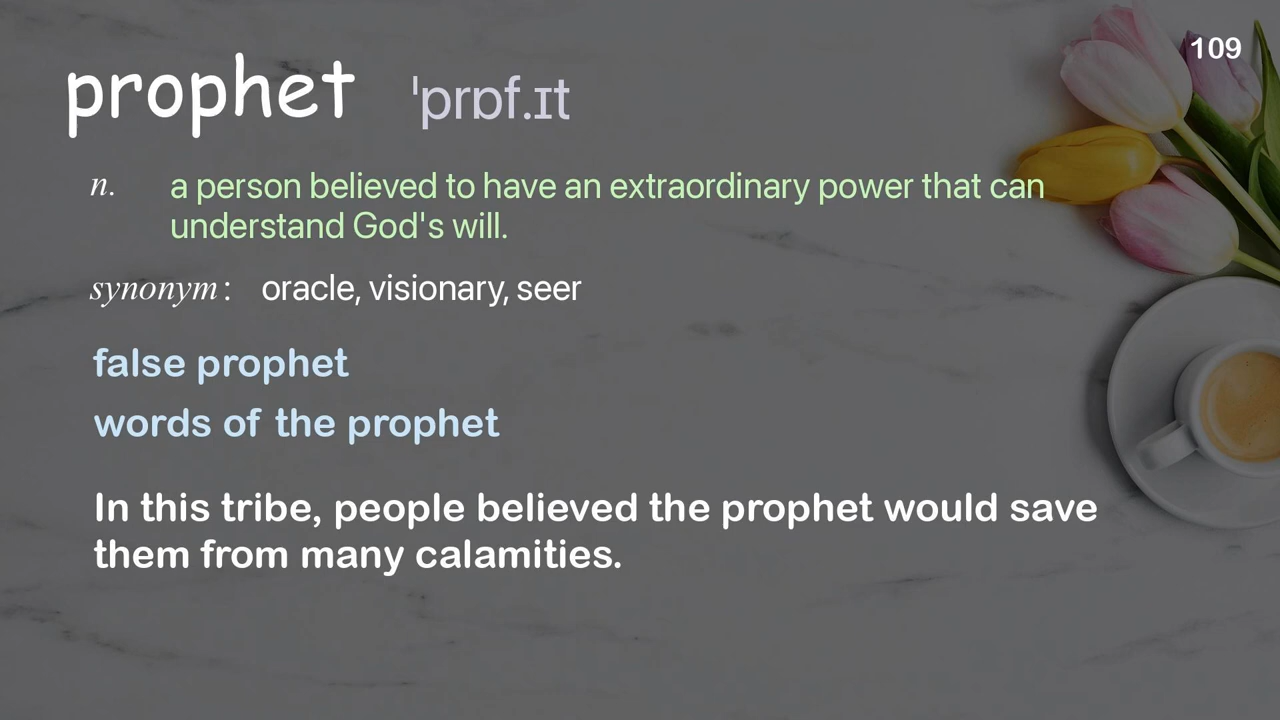 109
prophet ˈprɒf.ɪt
n. a person believed to have an extraordinary power that can
understand God's will.
synonym: oracle, visionary, seer
false prophet
words of the prophet
In this tribe, people believed the prophet would save
them from many calamities.